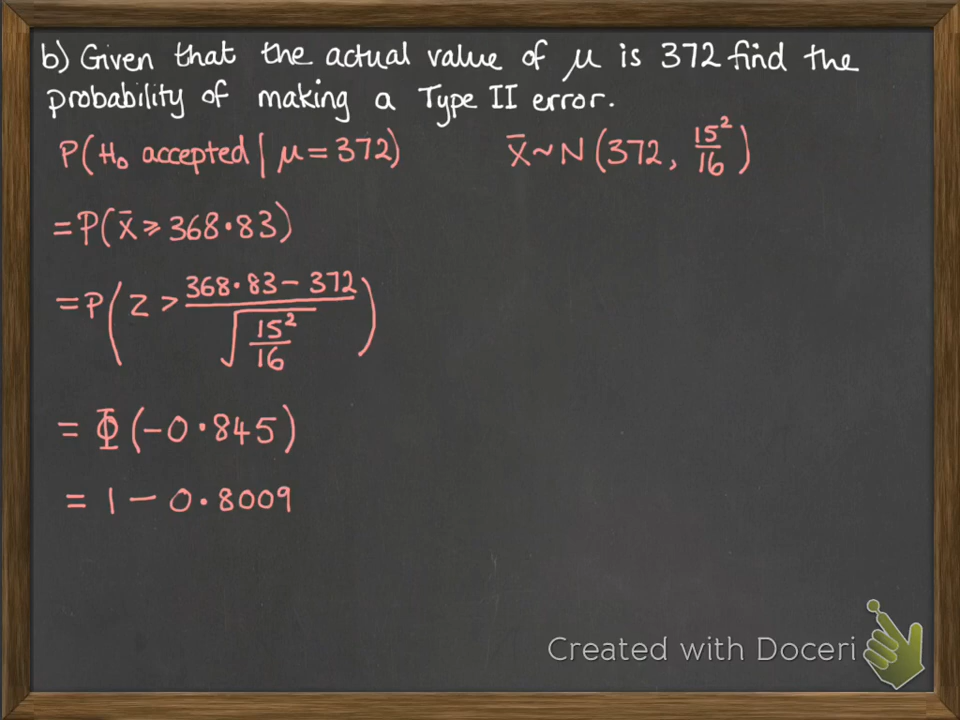 b) Given that the actual value of μ is 372 find the
probability of making a Type II error.
P(H₀ accepted | μ = 372)
x̄ ~ N(372, 15²/16)
= P(x̄ ⩾ 368·83)
= P(Z > (368·83 − 372)/√(15²/16))
= Φ(−0·845)
= 1 − 0·8009
Created with Doceri